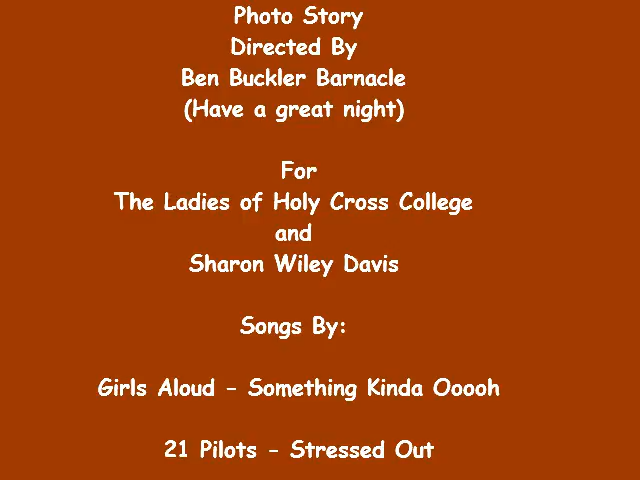 Photo Story
Directed By
Ben Buckler Barnacle
(Have a great night)
For
The Ladies of Holy Cross College
and
Sharon Wiley Davis
Songs By:
Girls Aloud - Something Kinda Ooooh
21 Pilots - Stressed Out